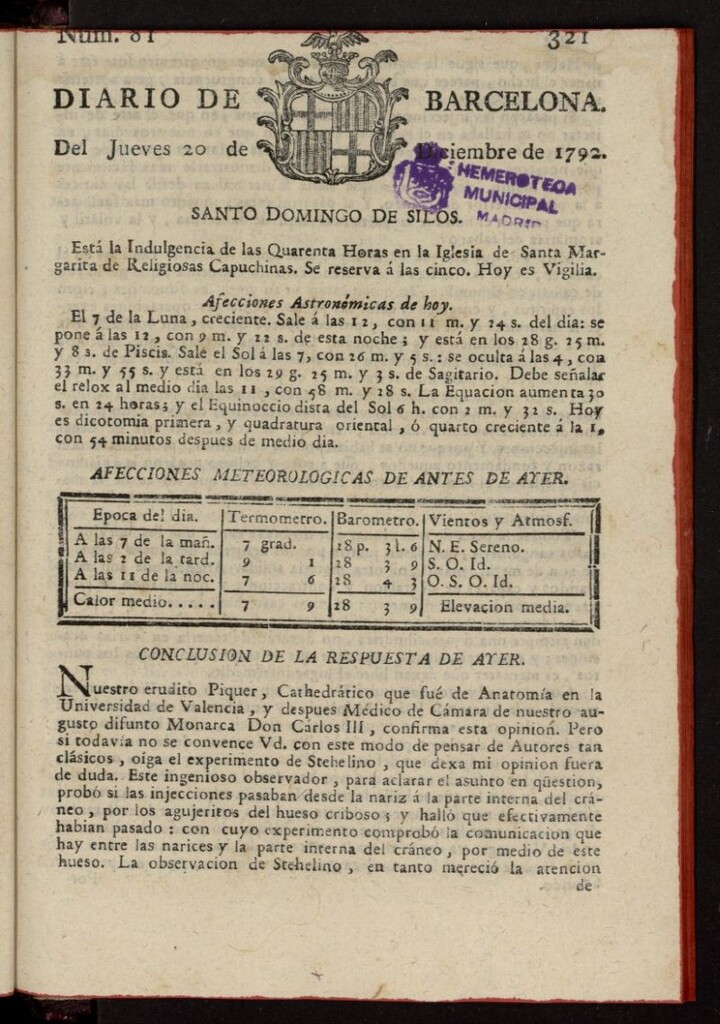 Num. 81
321
DIARIO DE BARCELONA.
Del Jueves 20 de Diciembre de 1792.
HEMEROTECA
MUNICIPAL
MADRID
SANTO DOMINGO DE SILOS.
Está la Indulgencia de las Quarenta Horas en la Iglesia de Santa Mar-
garita de Religiosas Capuchinas. Se reserva á las cinco. Hoy es Vigilia.
Afecciones Astronómicas de hoy.
El 7 de la Luna, creciente. Sale á las 12, con 11 m. y 24 s. del dia: se
pone á las 12, con 9 m. y 22 s. de esta noche; y está en los 28 g. 25 m.
y 8 s. de Piscis. Sale el Sol á las 7, con 26 m. y 5 s.: se oculta á las 4, con
33 m. y 55 s. y está en los 29 g. 25 m. y 3 s. de Sagitario. Debe señalar
el relox al medio dia las 11, con 58 m. y 28 s. La Equacion aumenta 30
s. en 24 horas; y el Equinoccio dista del Sol 6 h. con 2 m. y 32 s. Hoy
es dicotomia primera, y quadratura oriental, ó quarto creciente á la 1,
con 54 minutos despues de medio dia.
AFECCIONES METEOROLOGICAS DE ANTES DE AYER.
Epoca del dia. Termometro. Barometro. Vientos y Atmosf.
A las 7 de la mañ. 7 grad. 28 p. 3 l. 6 N. E. Sereno.
A las 2 de la tard. 9 1 28 3 9 S. O. Id.
A las 11 de la noc. 7 6 28 4 3 O. S. O. Id.
Calor medio..... 7 9 28 3 9 Elevacion media.
CONCLUSION DE LA RESPUESTA DE AYER.
Nuestro erudito Piquer, Cathedrático que fué de Anatomía en la
Universidad de Valencia, y despues Médico de Cámara de nuestro au-
gusto difunto Monarca Don Cárlos III, confirma esta opinion. Pero
si todavía no se convence Vd. con este modo de pensar de Autores tan
clásicos, oiga el experimento de Stehelino, que dexa mi opinion fuera
de duda. Este ingenioso observador, para aclarar el asunto en qüestion,
probó si las injecciones pasaban desde la nariz á la parte interna del crá-
neo, por los agujeritos del hueso criboso; y halló que efectivamente
habian pasado: con cuyo experimento comprobó la comunicacion que
hay entre las narices y la parte interna del cráneo, por medio de este
hueso. La observacion de Stehelino, en tanto mereció la atencion
de